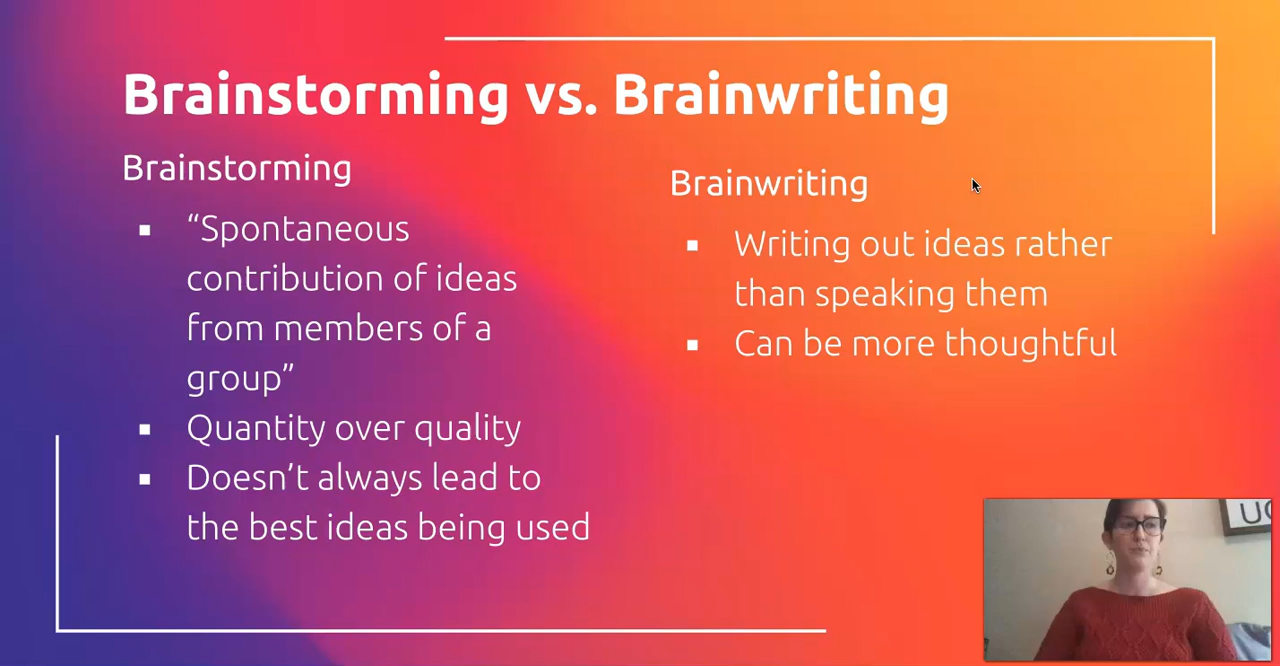 Brainstorming vs. Brainwriting
Brainstorming
“Spontaneous
contribution of ideas
from members of a
group”
Quantity over quality
Doesn’t always lead to
the best ideas being used
Brainwriting
Writing out ideas rather
than speaking them
Can be more thoughtful